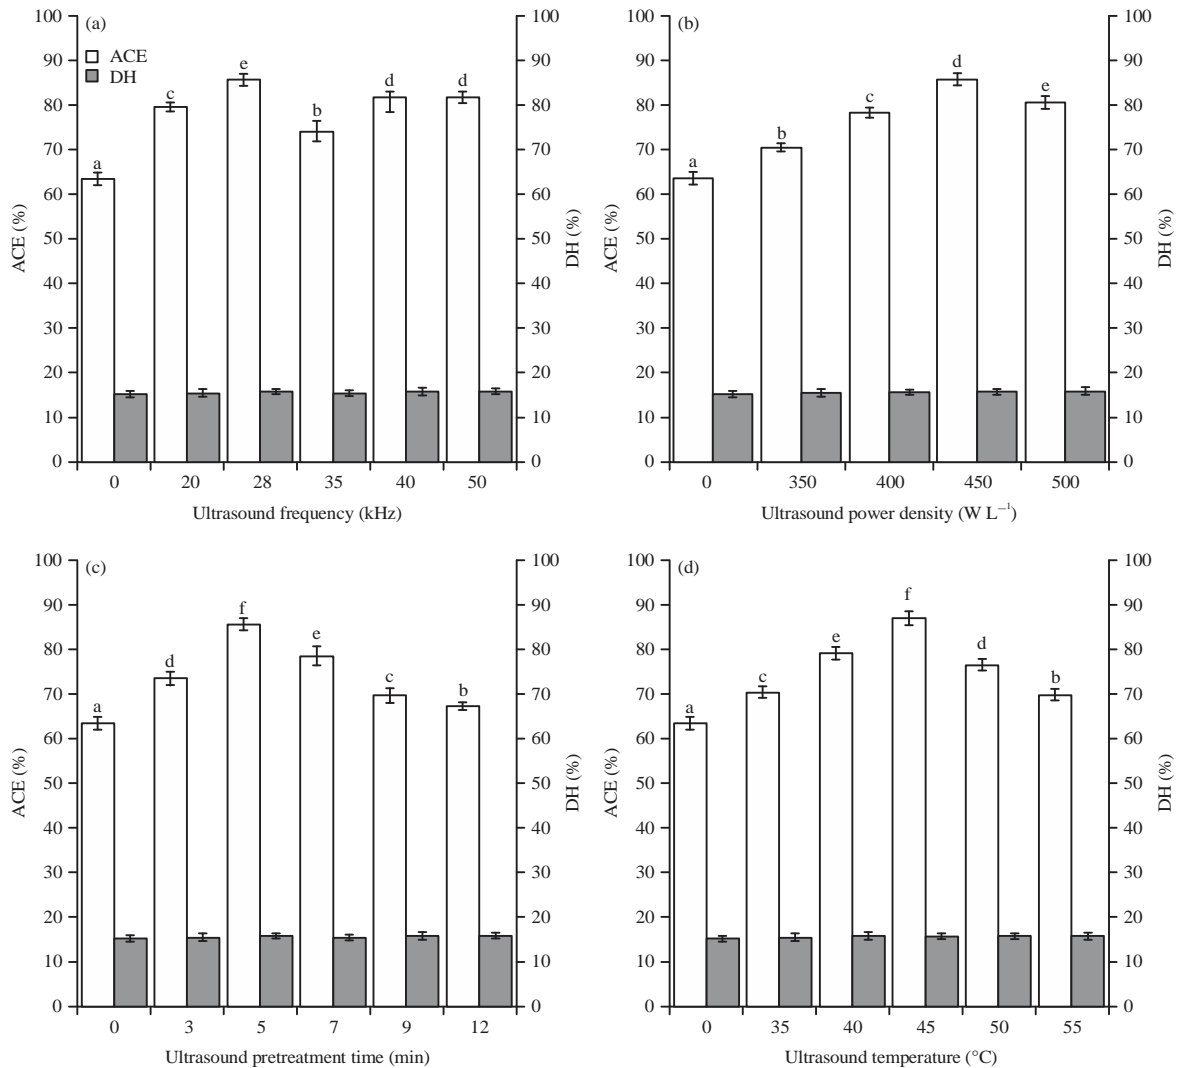 (a)
ACE
DH
100
90
80
70
60
50
40
30
20
10
0
ACE (%)
a
c
e
b
d
d
100
90
80
70
60
50
40
30
20
10
0
DH (%)
0 20 28 35 40 50
Ultrasound frequency (kHz)
(b)
100
90
80
70
60
50
40
30
20
10
0
ACE (%)
a
b
c
d
e
100
90
80
70
60
50
40
30
20
10
0
DH (%)
0 350 400 450 500
Ultrasound power density (W L⁻¹)
(c)
100
90
80
70
60
50
40
30
20
10
0
ACE (%)
a
d
f
e
c
b
100
90
80
70
60
50
40
30
20
10
0
DH (%)
0 3 5 7 9 12
Ultrasound pretreatment time (min)
(d)
100
90
80
70
60
50
40
30
20
10
0
ACE (%)
a
c
e
f
d
b
100
90
80
70
60
50
40
30
20
10
0
DH (%)
0 35 40 45 50 55
Ultrasound temperature (°C)